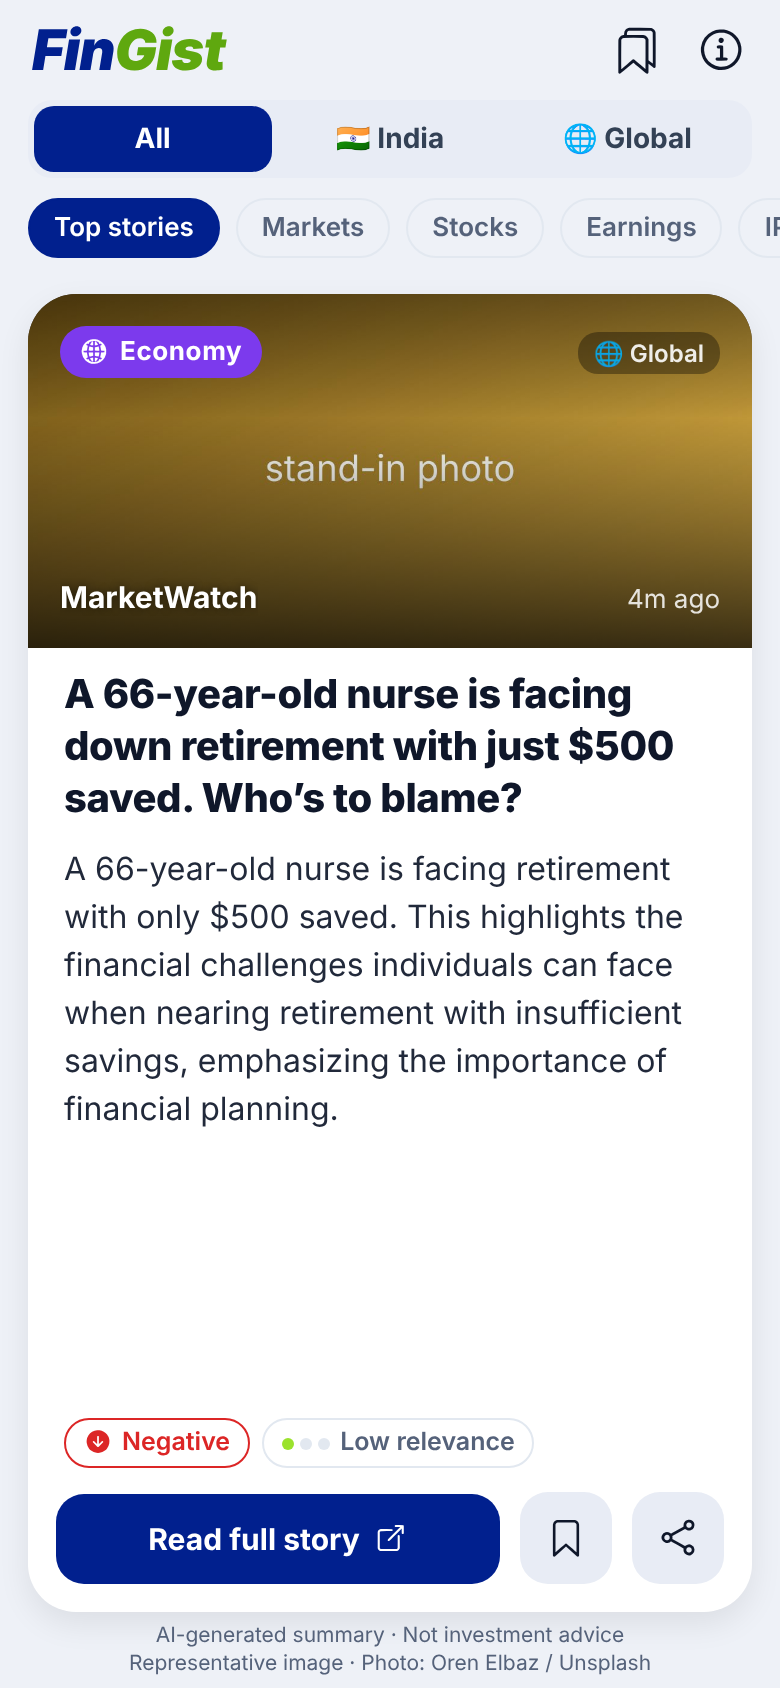 FinGist
All
India
Global
Top stories
Markets
Stocks
Earnings
Economy
Global
stand-in photo
MarketWatch
4m ago
A 66-year-old nurse is facing
down retirement with just $500
saved. Who’s to blame?
A 66-year-old nurse is facing retirement
with only $500 saved. This highlights the
financial challenges individuals can face
when nearing retirement with insufficient
savings, emphasizing the importance of
financial planning.
Negative
Low relevance
Read full story
AI-generated summary · Not investment advice
Representative image · Photo: Oren Elbaz / Unsplash